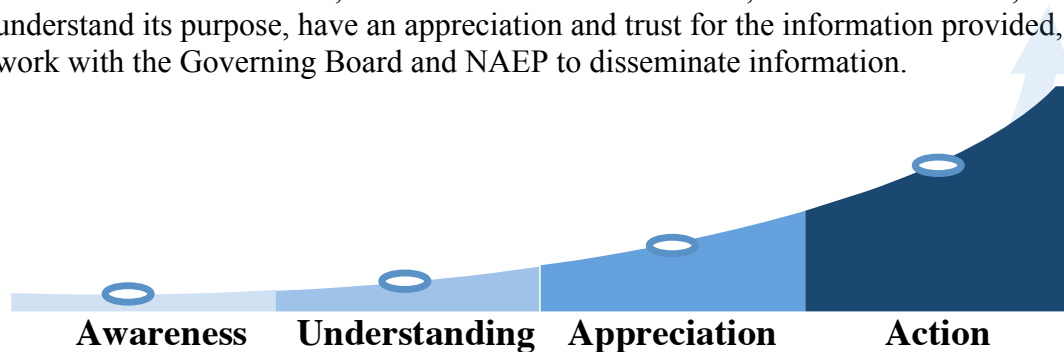 understand its purpose, have an appreciation and trust for the information provided,
work with the Governing Board and NAEP to disseminate information.
Awareness Understanding Appreciation Action